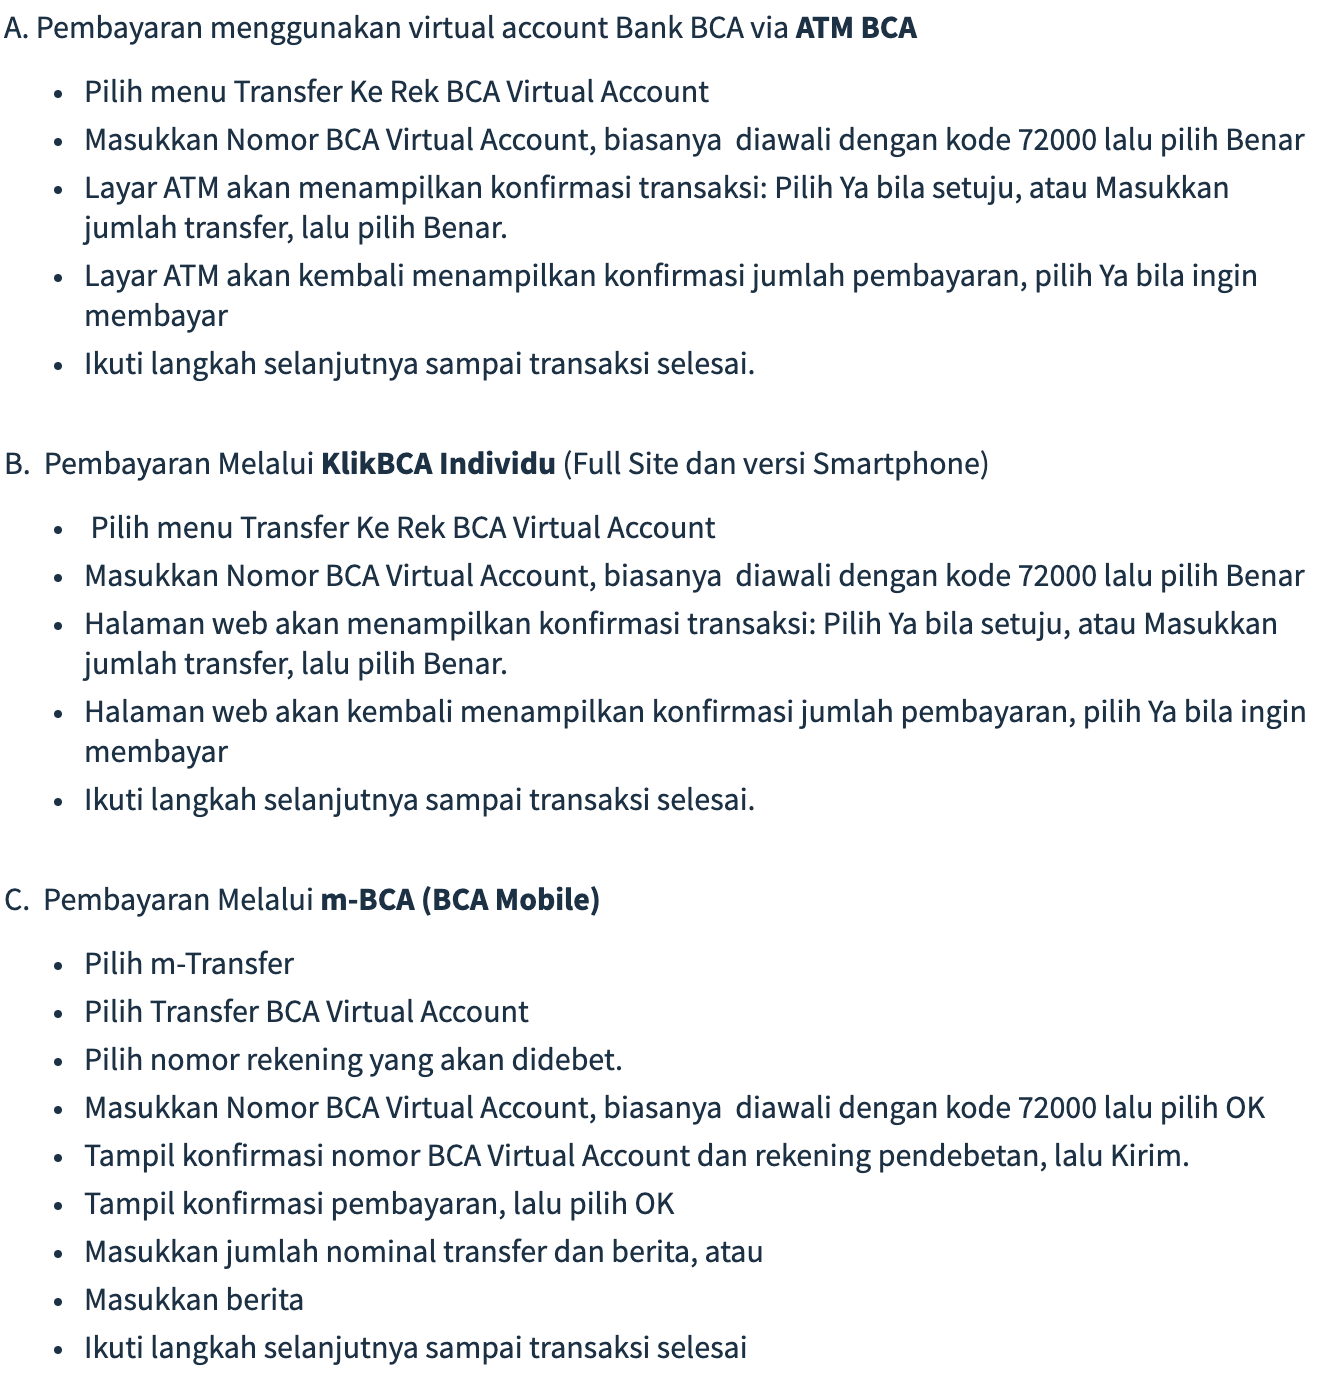 A. Pembayaran menggunakan virtual account Bank BCA via ATM BCA
• Pilih menu Transfer Ke Rek BCA Virtual Account
• Masukkan Nomor BCA Virtual Account, biasanya  diawali dengan kode 72000 lalu pilih Benar
• Layar ATM akan menampilkan konfirmasi transaksi: Pilih Ya bila setuju, atau Masukkan
jumlah transfer, lalu pilih Benar.
• Layar ATM akan kembali menampilkan konfirmasi jumlah pembayaran, pilih Ya bila ingin
membayar
• Ikuti langkah selanjutnya sampai transaksi selesai.
B.  Pembayaran Melalui KlikBCA Individu (Full Site dan versi Smartphone)
• Pilih menu Transfer Ke Rek BCA Virtual Account
• Masukkan Nomor BCA Virtual Account, biasanya  diawali dengan kode 72000 lalu pilih Benar
• Halaman web akan menampilkan konfirmasi transaksi: Pilih Ya bila setuju, atau Masukkan
jumlah transfer, lalu pilih Benar.
• Halaman web akan kembali menampilkan konfirmasi jumlah pembayaran, pilih Ya bila ingin
membayar
• Ikuti langkah selanjutnya sampai transaksi selesai.
C.  Pembayaran Melalui m-BCA (BCA Mobile)
• Pilih m-Transfer
• Pilih Transfer BCA Virtual Account
• Pilih nomor rekening yang akan didebet.
• Masukkan Nomor BCA Virtual Account, biasanya  diawali dengan kode 72000 lalu pilih OK
• Tampil konfirmasi nomor BCA Virtual Account dan rekening pendebetan, lalu Kirim.
• Tampil konfirmasi pembayaran, lalu pilih OK
• Masukkan jumlah nominal transfer dan berita, atau
• Masukkan berita
• Ikuti langkah selanjutnya sampai transaksi selesai